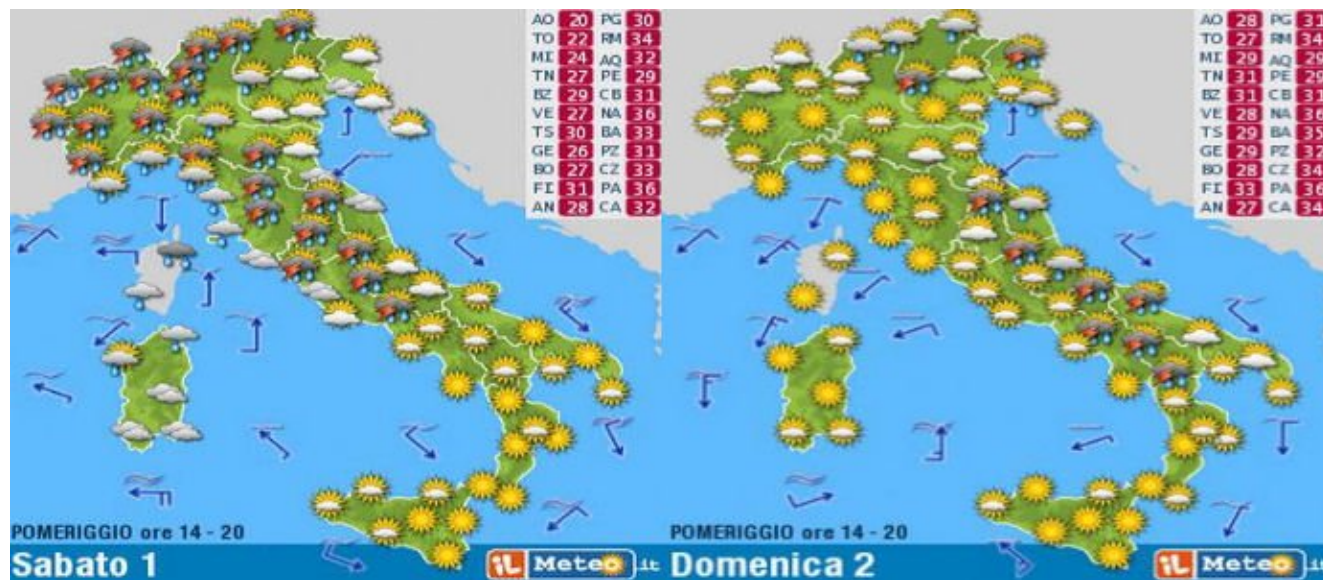 AO 20 PG 30
TO 22 RM 34
MI 24 AQ 32
TN 27 PE 29
BZ 29 CB 31
VE 27 NA 36
TS 30 BA 33
GE 26 PZ 31
BO 27 CZ 33
FI 31 PA 36
AN 28 CA 32
POMERIGGIO ore 14 - 20
Sabato 1
iL Meteo.it
AO 28 PG 31
TO 27 RM 34
MI 29 AQ 29
TN 31 PE 29
BZ 31 CB 31
VE 28 NA 36
TS 29 BA 35
GE 29 PZ 32
BO 28 CZ 34
FI 33 PA 36
AN 27 CA 34
POMERIGGIO ore 14 - 20
Domenica 2
iL Meteo.it